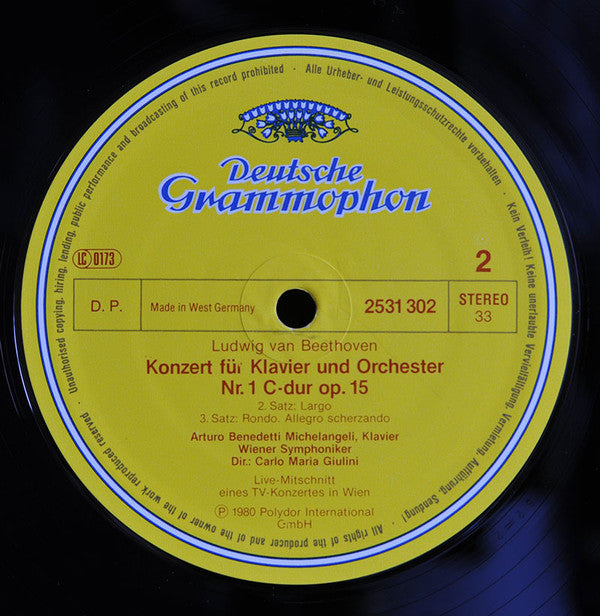 Unauthorised copying, hiring, lending, public performance and broadcasting of this record prohibited · Alle Urheber- und Leistungsschutzrechte vorbehalten · Kein Verleih! Keine unerlaubte Vervielfältigung, Vermietung, Aufführung, Sendung! · All rights of the producer and of the owner of the work reproduced reserved ·
Deutsche
Grammophon
LC 0173
2
D. P.
Made in West Germany
2531 302
STEREO
33
Ludwig van Beethoven
Konzert für Klavier und Orchester
Nr. 1 C-dur op. 15
2. Satz: Largo
3. Satz: Rondo. Allegro scherzando
Arturo Benedetti Michelangeli, Klavier
Wiener Symphoniker
Dir.: Carlo Maria Giulini
Live-Mitschnitt
eines TV-Konzertes in Wien
Ⓟ 1980 Polydor International
GmbH